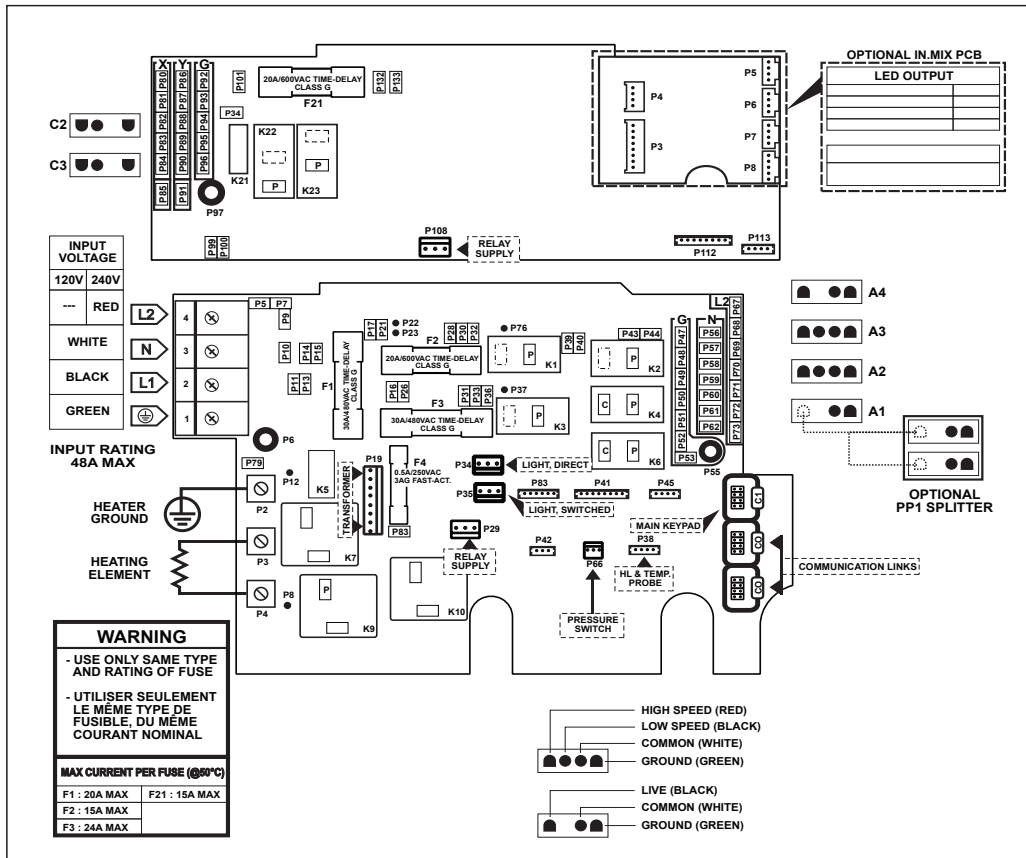 X Y G
P80 P86 P92
P81 P87 P93
P82 P88 P94
P83 P89 P95
P84 P90 P96
P85 P91
P97
P101
20A/600VAC TIME-DELAY
CLASS G
F21
P132
P133
P34
K22
K21
K23
P
P
C2
C3
P99
P100
P108
RELAY
SUPPLY
P112
P113
P4
P3
P5
P6
P7
P8
OPTIONAL IN.MIX PCB
LED OUTPUT
INPUT
VOLTAGE
120V 240V
--- RED
WHITE
BLACK
GREEN
INPUT RATING
48A MAX
L2
N
L1
4
3
2
1
P5 P7
P9
P10
P14
P15
P11
P13
P6
P79
P12
F1
30A/480VAC TIME-DELAY
CLASS G
P17
P21
P22
P23
F2
20A/600VAC TIME-DELAY
CLASS G
P28
P30
P32
P16
P26
F3
30A/480VAC TIME-DELAY
CLASS G
P31
P33
P36
P76
P
K1
P39
P40
P37
P
K3
P43 P44
P
K2
C P
K4
C P
K6
L2
G N
P47 P56
P48 P57
P49 P58
P50 P59
P51 P60
P52 P61
P53 P62
P55
P67
P68
P69
P70
P71
P72
P73
A4
A3
A2
A1
OPTIONAL
PP1 SPLITTER
HEATER
GROUND
HEATING
ELEMENT
P2
P3
P4
P8
K5
TRANSFORMER
P19
F4
0.5A/250VAC
3AG FAST-ACT.
P83
K7
P
K9
K10
P34
LIGHT, DIRECT
P35
LIGHT, SWITCHED
P29
RELAY
SUPPLY
P83
P41
P45
MAIN KEYPAD
C1
CO
CO
COMMUNICATION LINKS
P42
P66
PRESSURE
SWITCH
P38
HL & TEMP.
PROBE
WARNING
- USE ONLY SAME TYPE
AND RATING OF FUSE
- UTILISER SEULEMENT
LE MÊME TYPE DE
FUSIBLE, DU MÊME
COURANT NOMINAL
MAX CURRENT PER FUSE (@50°C)
F1 : 20A MAX F21 : 15A MAX
F2 : 15A MAX
F3 : 24A MAX
HIGH SPEED (RED)
LOW SPEED (BLACK)
COMMON (WHITE)
GROUND (GREEN)
LIVE (BLACK)
COMMON (WHITE)
GROUND (GREEN)